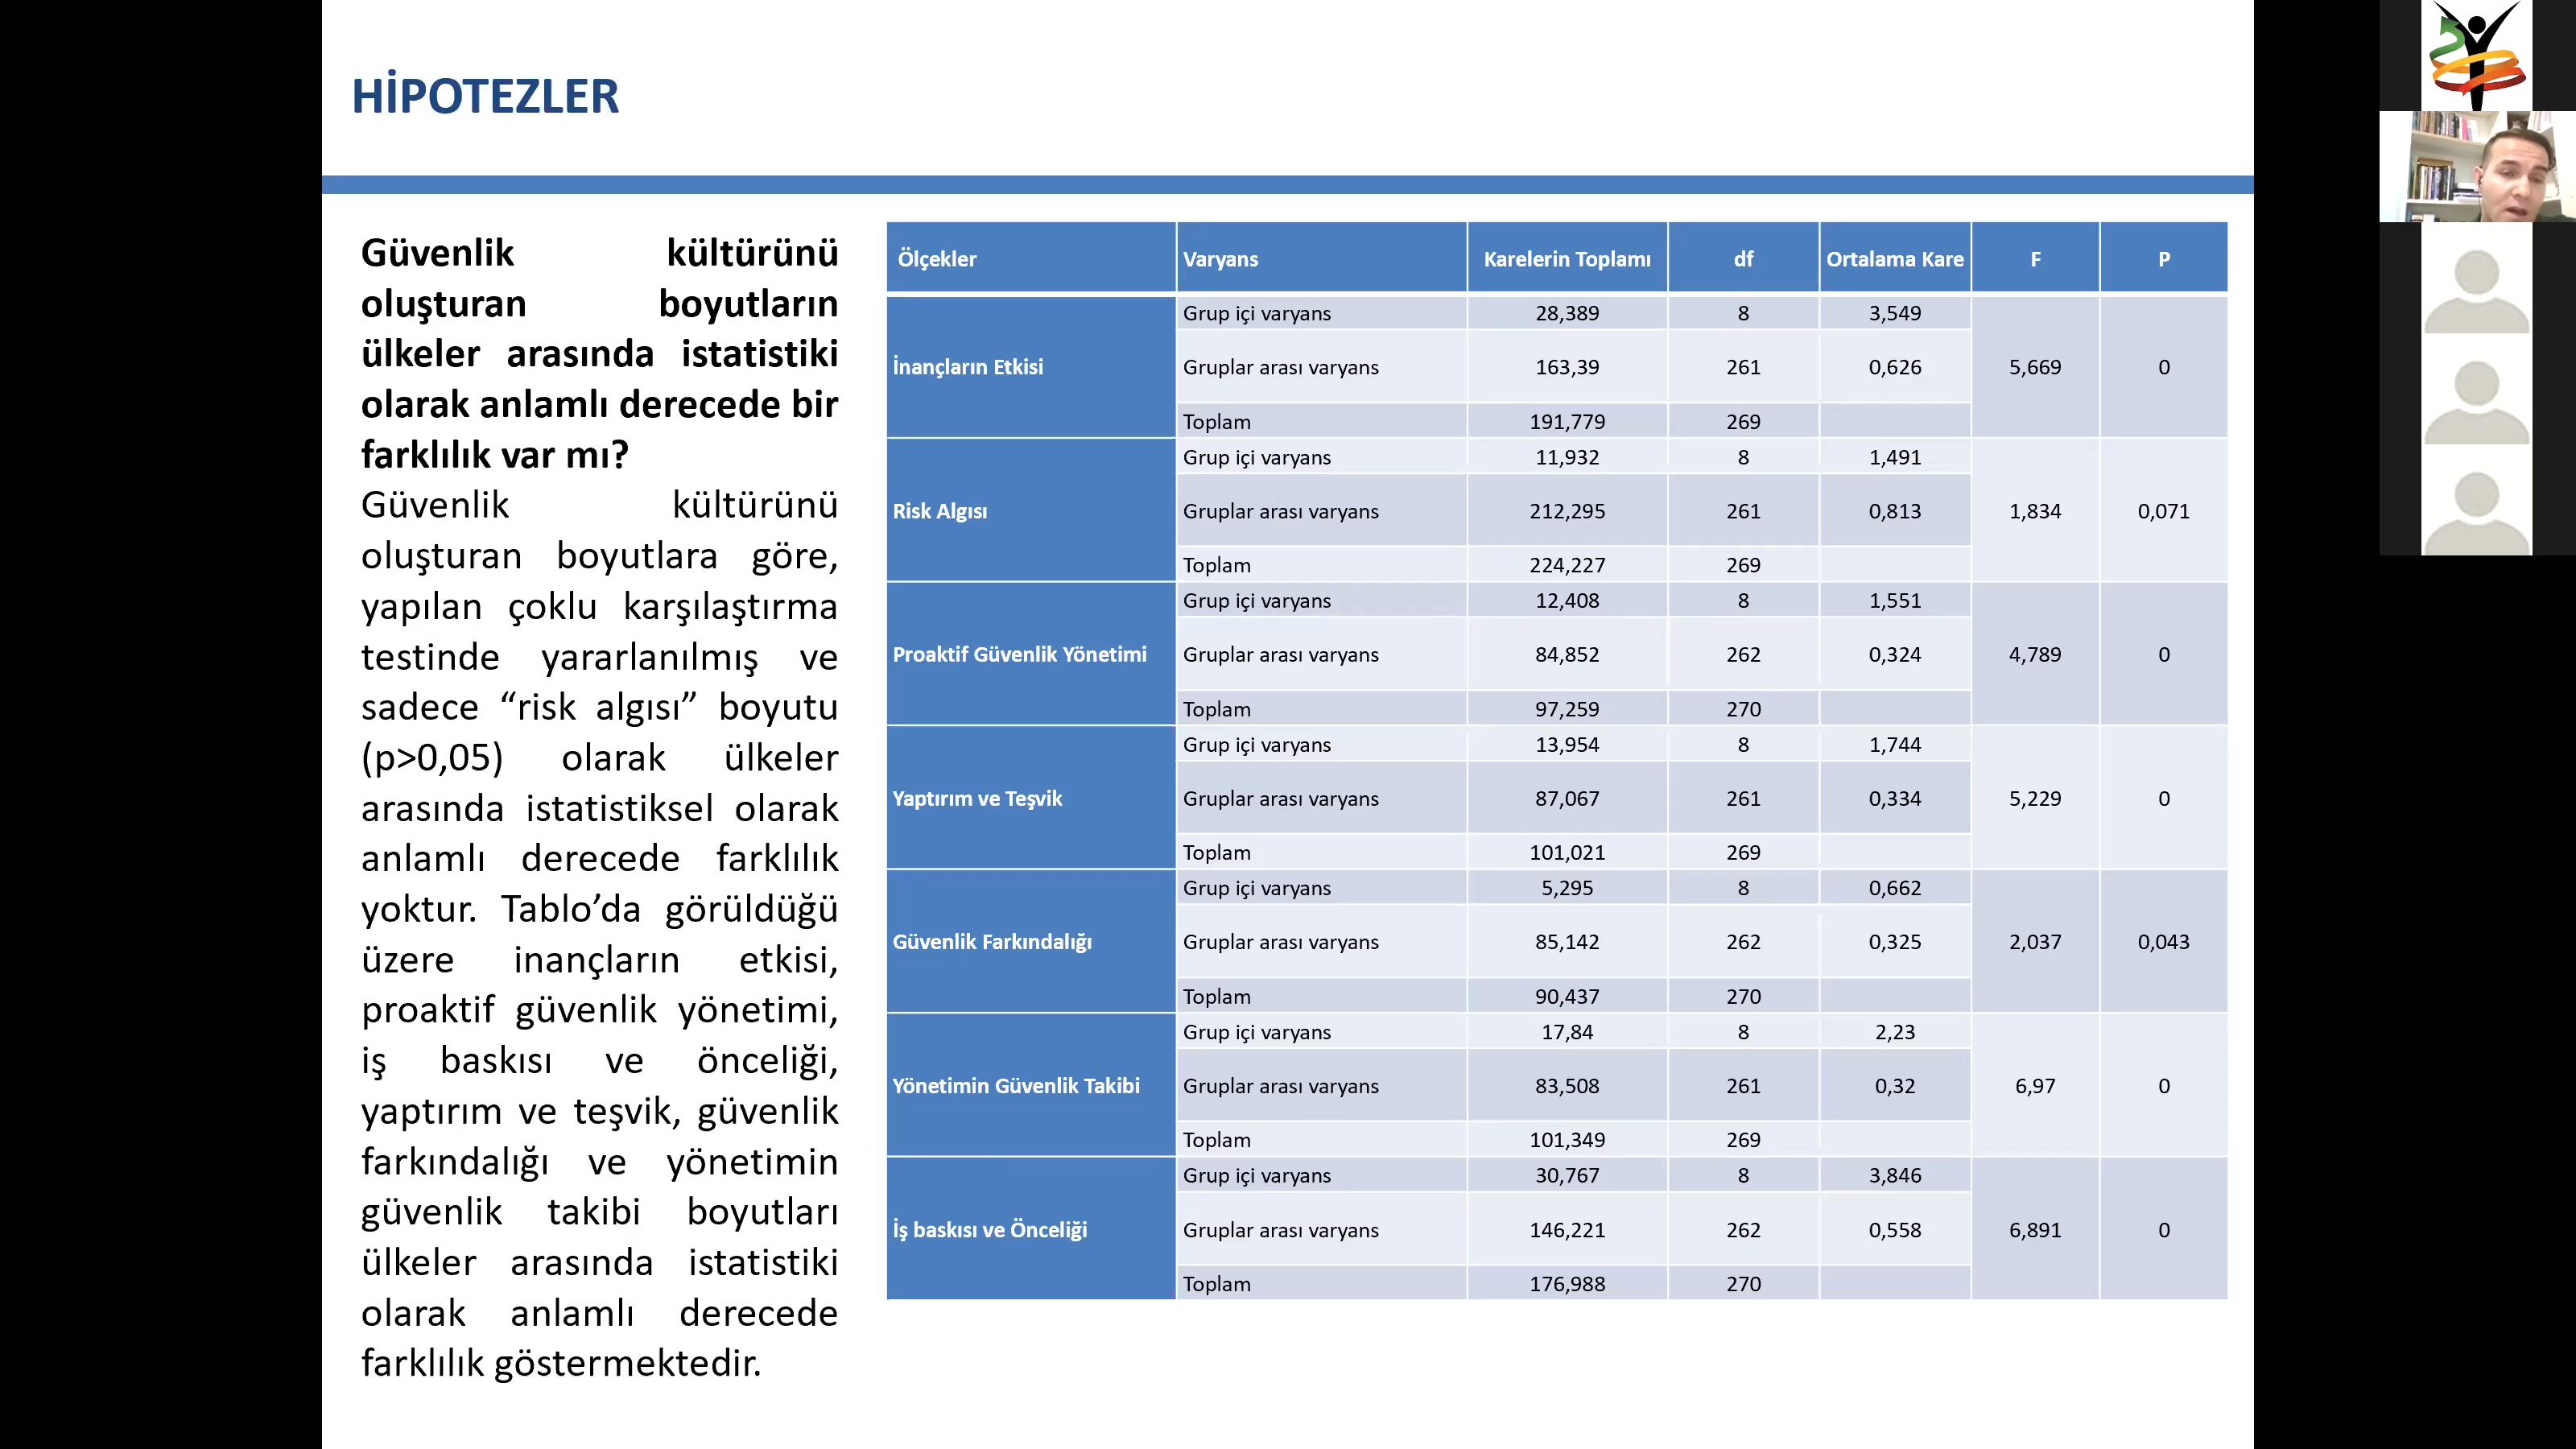 HİPOTEZLER
Güvenlik kültürünü
oluşturan boyutların
ülkeler arasında istatistiki
olarak anlamlı derecede bir
farklılık var mı?
Güvenlik kültürünü
oluşturan boyutlara göre,
yapılan çoklu karşılaştırma
testinde yararlanılmış ve
sadece “risk algısı” boyutu
(p>0,05) olarak ülkeler
arasında istatistiksel olarak
anlamlı derecede farklılık
yoktur. Tablo’da görüldüğü
üzere inançların etkisi,
proaktif güvenlik yönetimi,
iş baskısı ve önceliği,
yaptırım ve teşvik, güvenlik
farkındalığı ve yönetimin
güvenlik takibi boyutları
ülkeler arasında istatistiki
olarak anlamlı derecede
farklılık göstermektedir.
Ölçekler Varyans Karelerin Toplamı df Ortalama Kare F P
Grup içi varyans 28,389 8 3,549
İnançların Etkisi Gruplar arası varyans 163,39 261 0,626 5,669 0
Toplam 191,779 269
Grup içi varyans 11,932 8 1,491
Risk Algısı Gruplar arası varyans 212,295 261 0,813 1,834 0,071
Toplam 224,227 269
Grup içi varyans 12,408 8 1,551
Proaktif Güvenlik Yönetimi Gruplar arası varyans 84,852 262 0,324 4,789 0
Toplam 97,259 270
Grup içi varyans 13,954 8 1,744
Yaptırım ve Teşvik Gruplar arası varyans 87,067 261 0,334 5,229 0
Toplam 101,021 269
Grup içi varyans 5,295 8 0,662
Güvenlik Farkındalığı Gruplar arası varyans 85,142 262 0,325 2,037 0,043
Toplam 90,437 270
Grup içi varyans 17,84 8 2,23
Yönetimin Güvenlik Takibi Gruplar arası varyans 83,508 261 0,32 6,97 0
Toplam 101,349 269
Grup içi varyans 30,767 8 3,846
İş baskısı ve Önceliği Gruplar arası varyans 146,221 262 0,558 6,891 0
Toplam 176,988 270